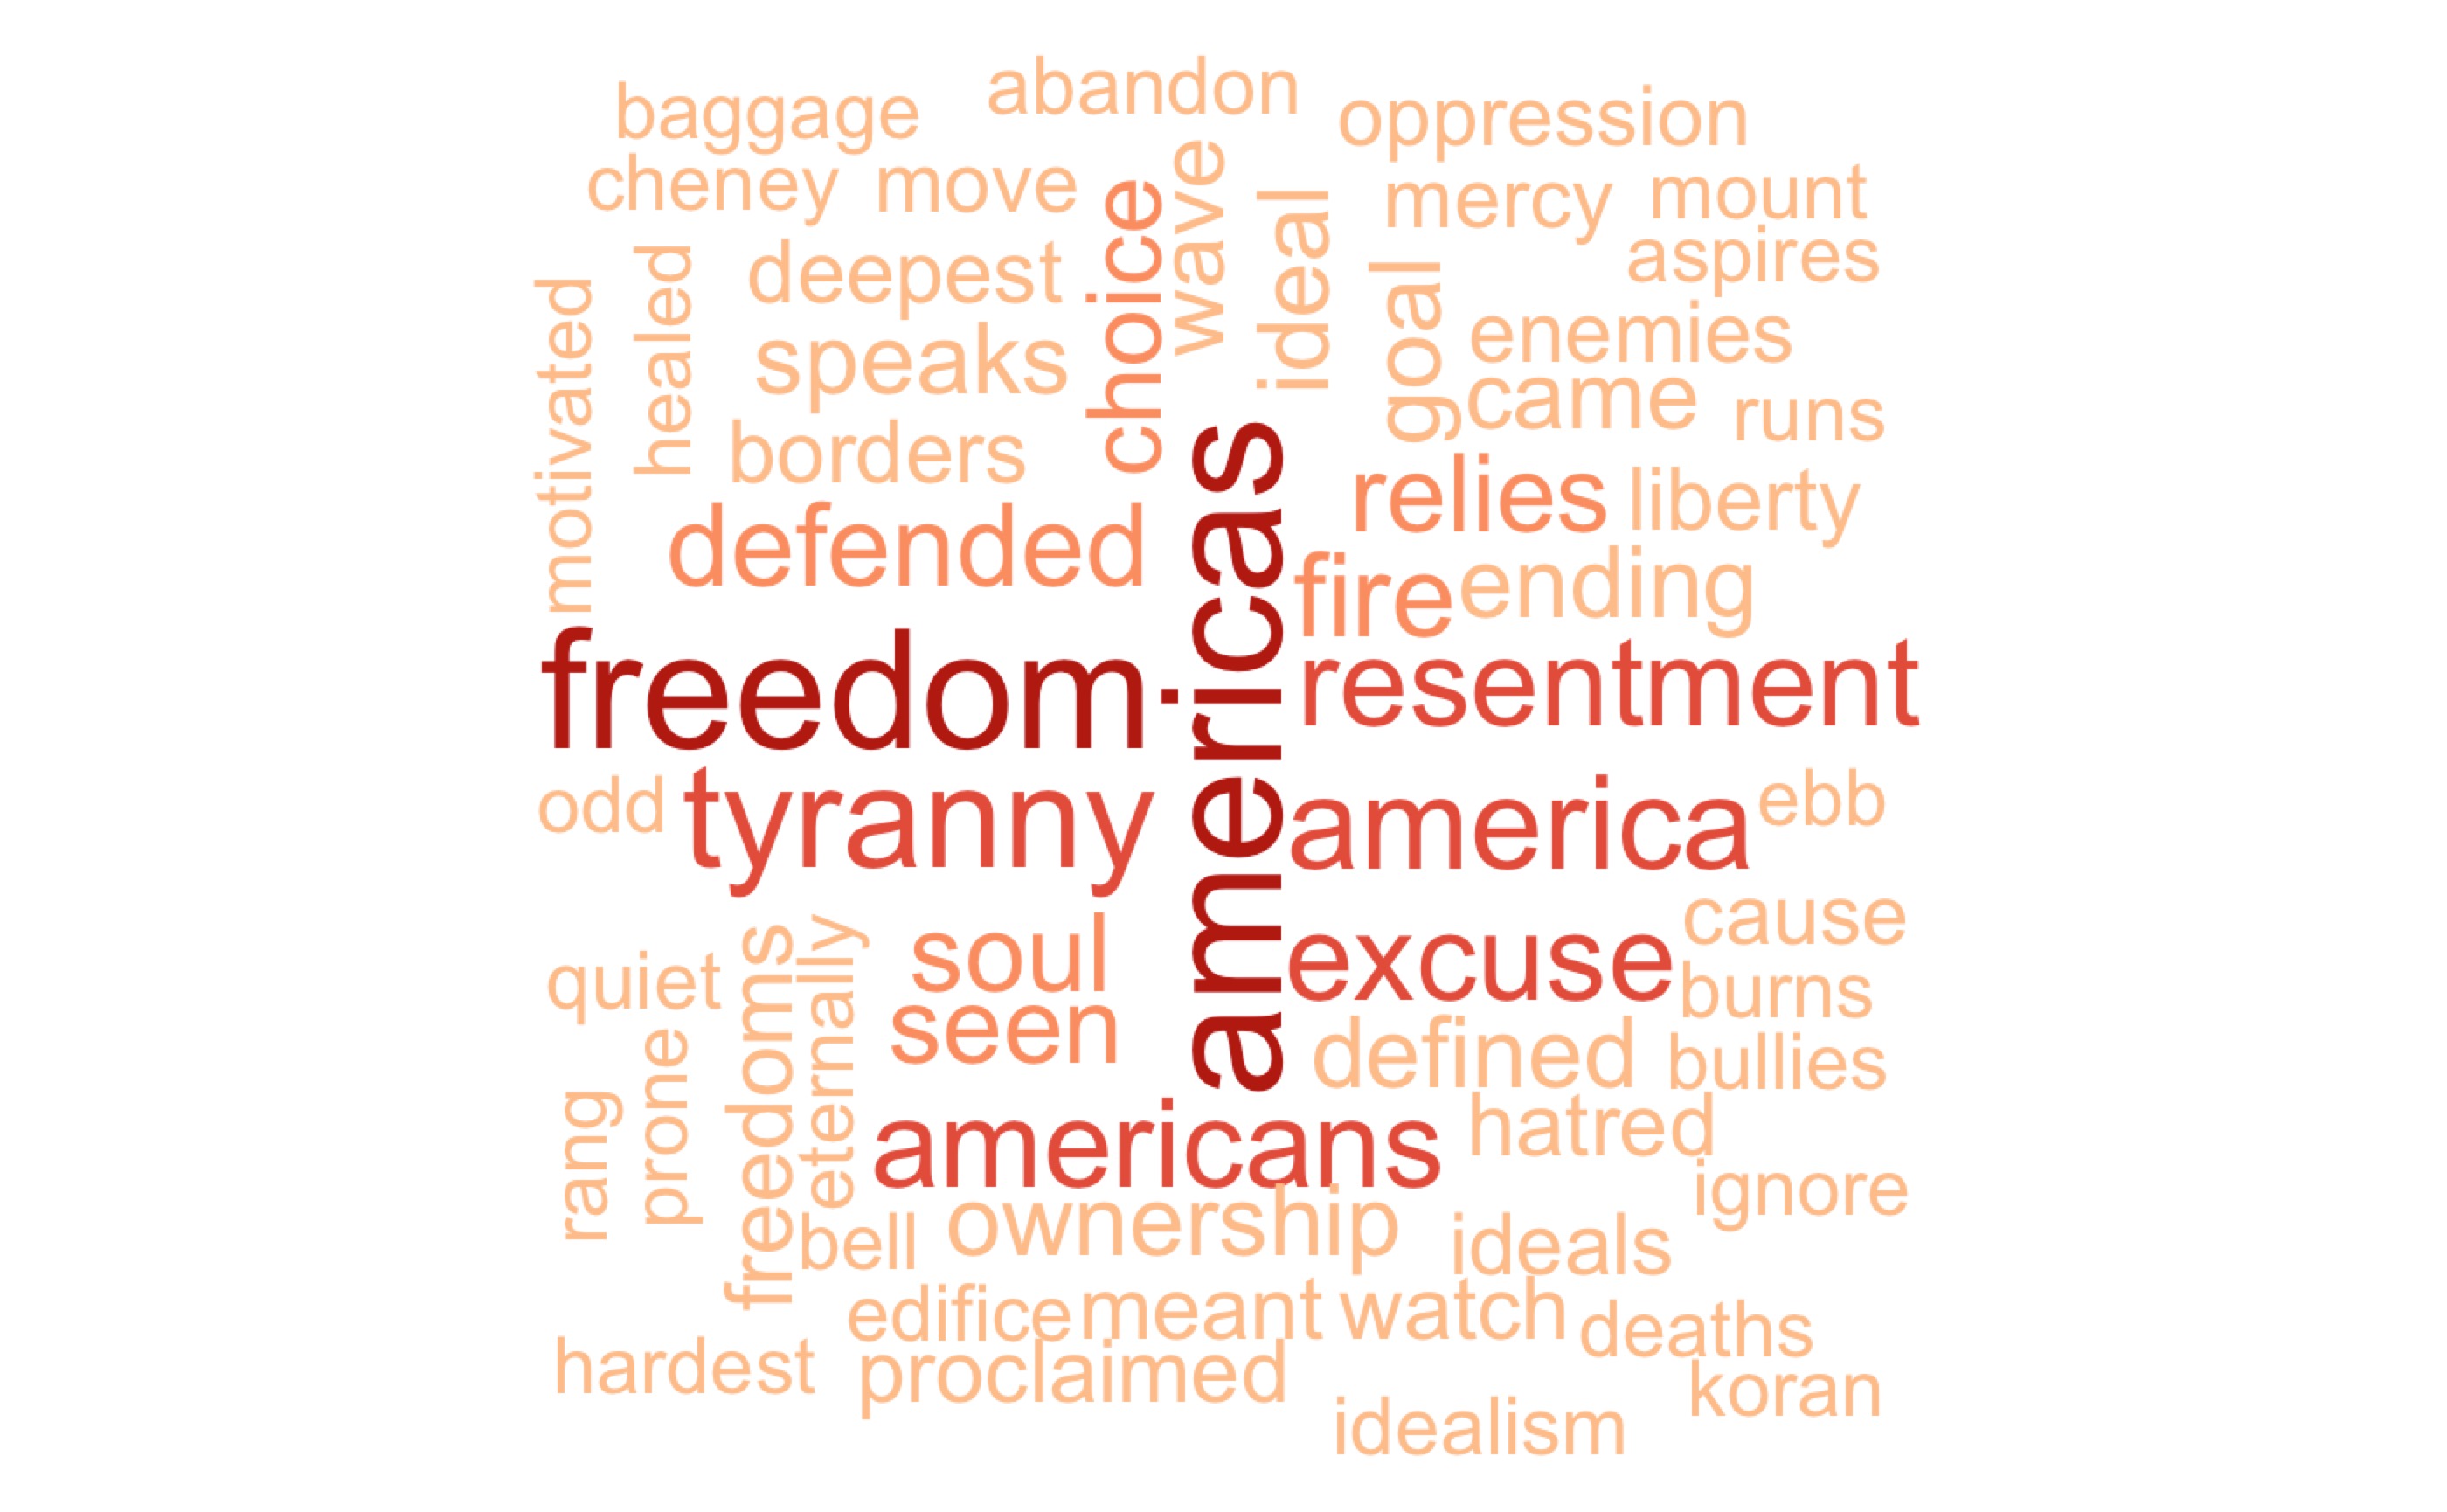 abandon
baggage
oppression
cheney
move
wave
mercy
mount
choice
ideal
aspires
deepest
healed
motivated
goal
enemies
speaks
came
runs
borders
relies
liberty
defended
americas
fire
ending
freedom
resentment
odd
tyranny
america
ebb
cause
soul
excuse
quiet
freedoms
eternally
burns
seen
defined
bullies
rang
prone
americans
hatred
ignore
bell
ownership
ideals
edifice
meant
watch
deaths
hardest
proclaimed
koran
idealism